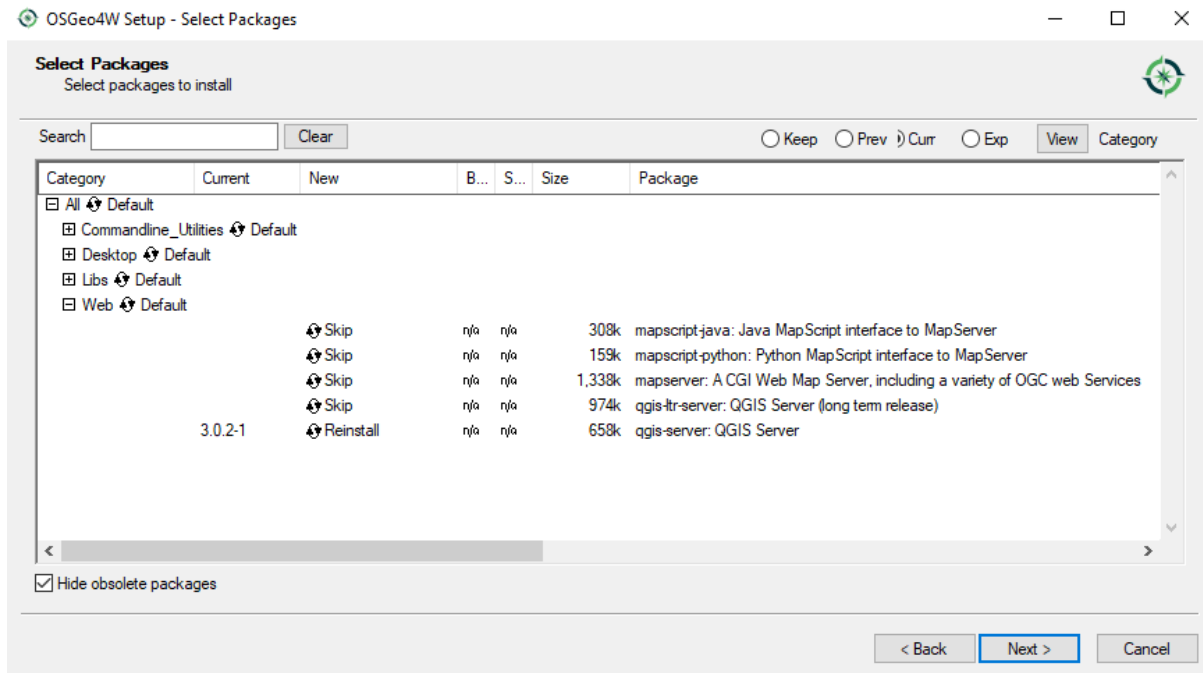 OSGeo4W Setup - Select Packages
Select Packages
Select packages to install
Search Clear Keep Prev Curr Exp View Category
Category Current New B... S... Size Package
All Default
Commandline_Utilities Default
Desktop Default
Libs Default
Web Default
Skip n/a n/a 308k mapscript-java: Java MapScript interface to MapServer
Skip n/a n/a 159k mapscript-python: Python MapScript interface to MapServer
Skip n/a n/a 1,338k mapserver: A CGI Web Map Server, including a variety of OGC web Services
Skip n/a n/a 974k qgis-ltr-server: QGIS Server (long term release)
3.0.2-1 Reinstall n/a n/a 658k qgis-server: QGIS Server
Hide obsolete packages
< Back Next > Cancel